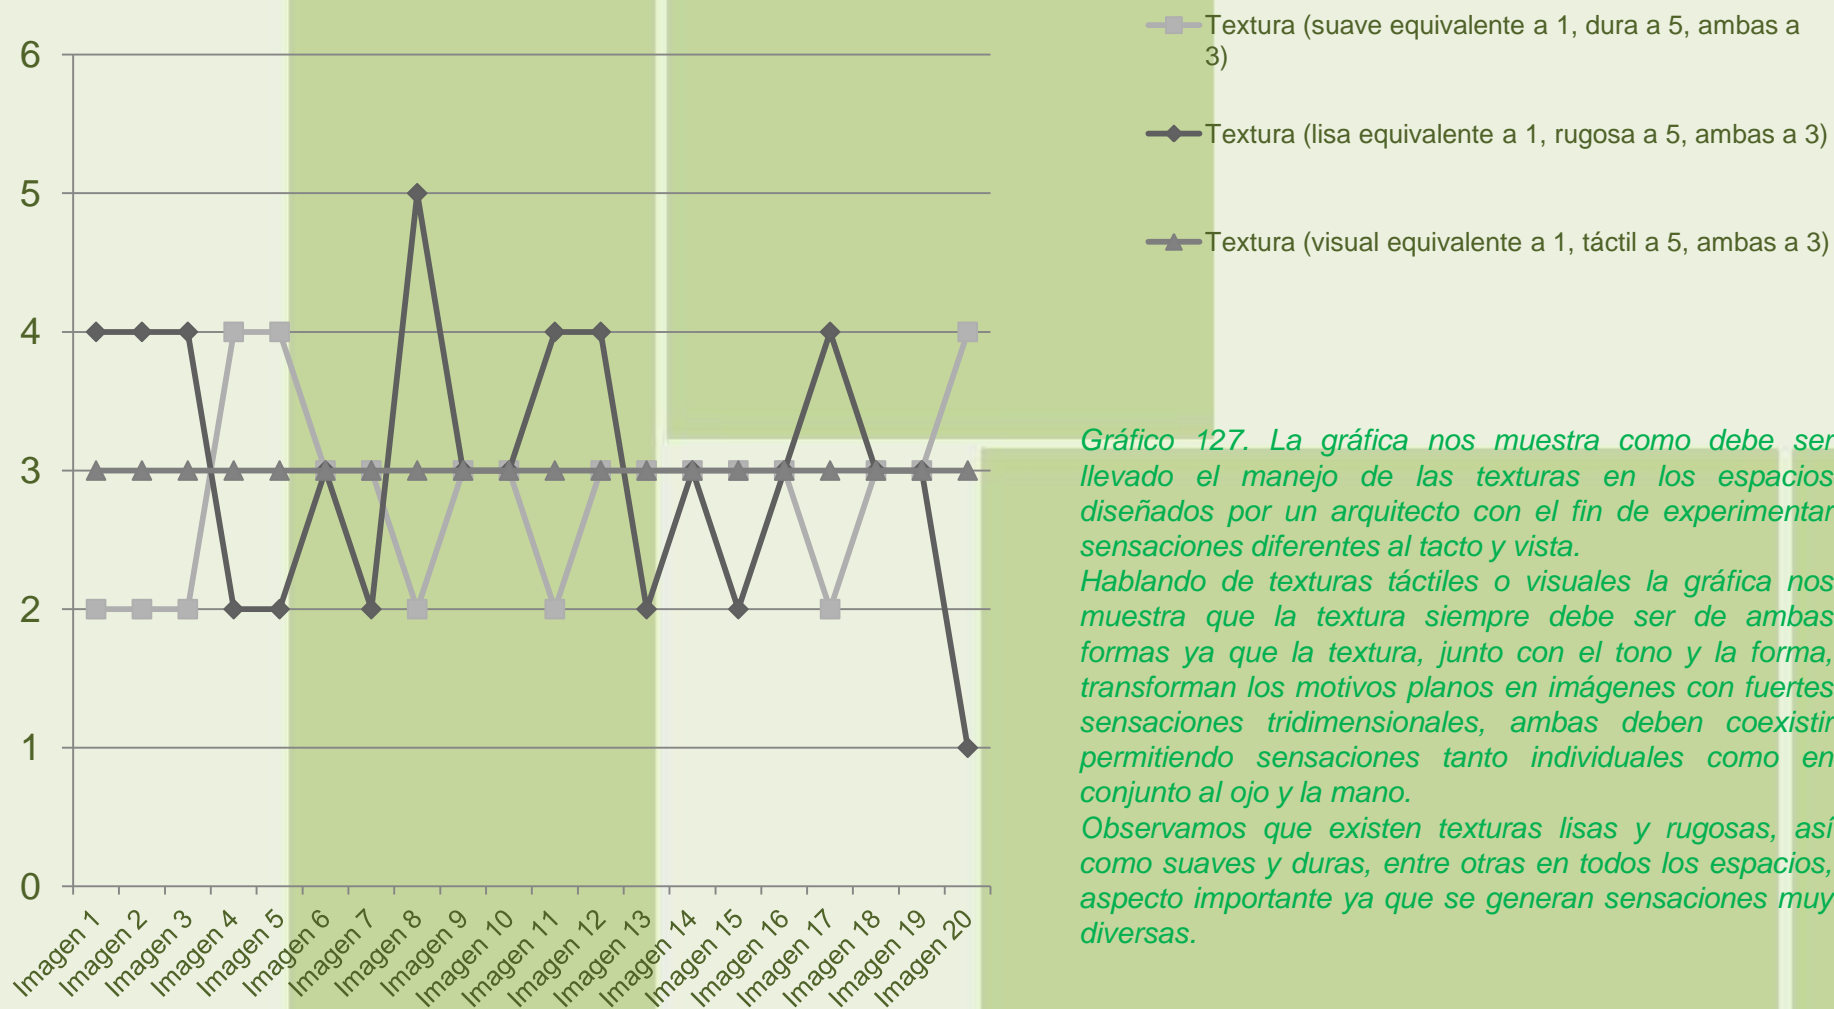 Textura (suave equivalente a 1, dura a 5, ambas a
3)
Textura (lisa equivalente a 1, rugosa a 5, ambas a 3)
Textura (visual equivalente a 1, táctil a 5, ambas a 3)
6
5
4
3
2
1
0
Imagen 1
Imagen 2
Imagen 3
Imagen 4
Imagen 5
Imagen 6
Imagen 7
Imagen 8
Imagen 9
Imagen 10
Imagen 11
Imagen 12
Imagen 13
Imagen 14
Imagen 15
Imagen 16
Imagen 17
Imagen 18
Imagen 19
Imagen 20
Gráfico 127. La gráfica nos muestra como debe ser
llevado el manejo de las texturas en los espacios
diseñados por un arquitecto con el fin de experimentar
sensaciones diferentes al tacto y vista.
Hablando de texturas táctiles o visuales la gráfica nos
muestra que la textura siempre debe ser de ambas
formas ya que la textura, junto con el tono y la forma,
transforman los motivos planos en imágenes con fuertes
sensaciones tridimensionales, ambas deben coexistir
permitiendo sensaciones tanto individuales como en
conjunto al ojo y la mano.
Observamos que existen texturas lisas y rugosas, así
como suaves y duras, entre otras en todos los espacios,
aspecto importante ya que se generan sensaciones muy
diversas.